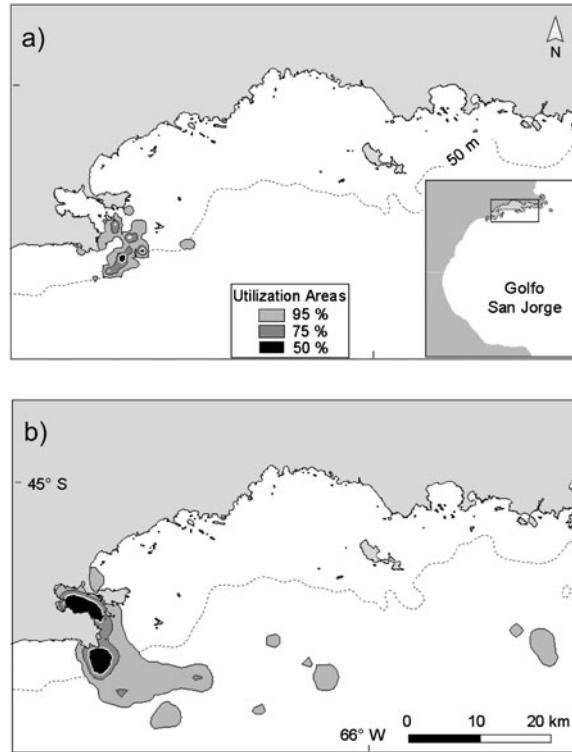 a)
N
50 m
Golfo
San Jorge
Utilization Areas
95 %
75 %
50 %
b)
45° S
66° W
0 10 20 km